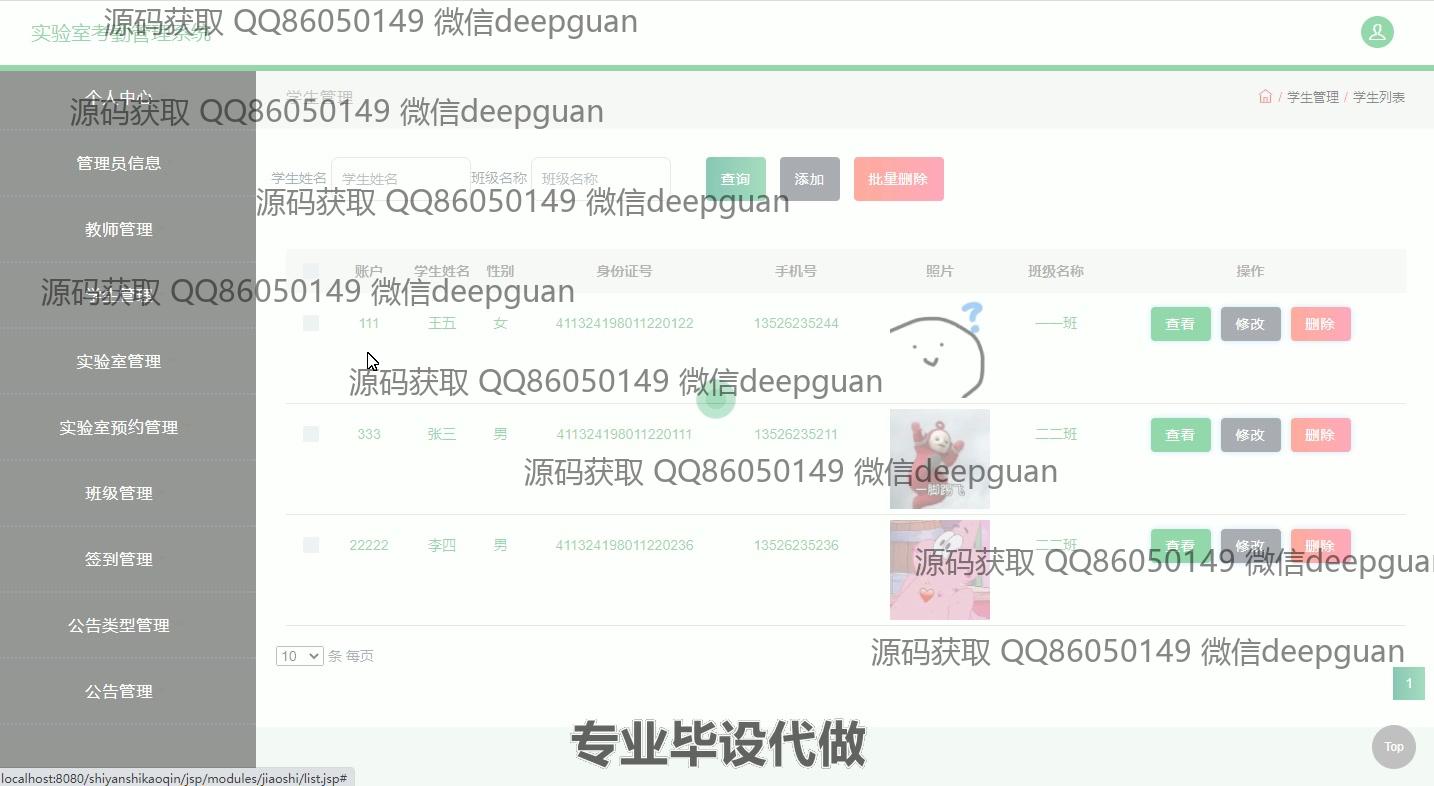 源码获取 QQ86050149 微信deepguan
实验室考勤管理系统
个人中心
学生管理
/ 学生管理 / 学生列表
源码获取 QQ86050149 微信deepguan
管理员信息
学生姓名 学生姓名 班级名称 班级名称 查询 添加 批量删除
源码获取 QQ86050149 微信deepguan
教师管理
账户 学生姓名 性别 身份证号 手机号 照片 班级名称 操作
学生管理
源码获取 QQ86050149 微信deepguan
111 王五 女 411324198011220122 13526235244 ? 一一班 查看 修改 删除
实验室管理
源码获取 QQ86050149 微信deepguan
实验室预约管理
333 张三 男 411324198011220111 13526235211 二二班 查看 修改 删除
源码获取 QQ86050149 微信deepguan
一脚踢飞
班级管理
22222 李四 男 411324198011220236 13526235236 二二班 查看 修改 删除
签到管理
源码获取 QQ86050149 微信deepguan
公告类型管理
10 条 每页
源码获取 QQ86050149 微信deepguan
公告管理
1
专业毕设代做
Top
localhost:8080/shiyanshikaoqin/jsp/modules/jiaoshi/list.jsp#